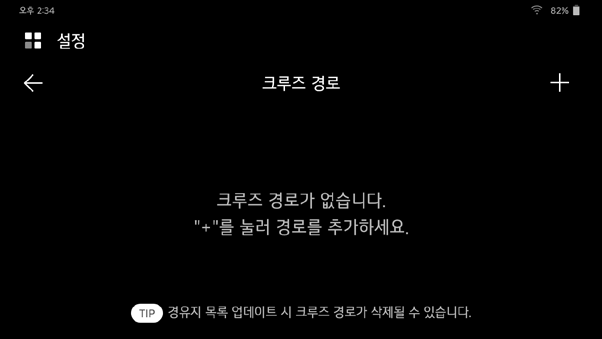 오후 2:34
82%
설정
크루즈 경로
크루즈 경로가 없습니다.
"+"를 눌러 경로를 추가하세요.
TIP 경유지 목록 업데이트 시 크루즈 경로가 삭제될 수 있습니다.